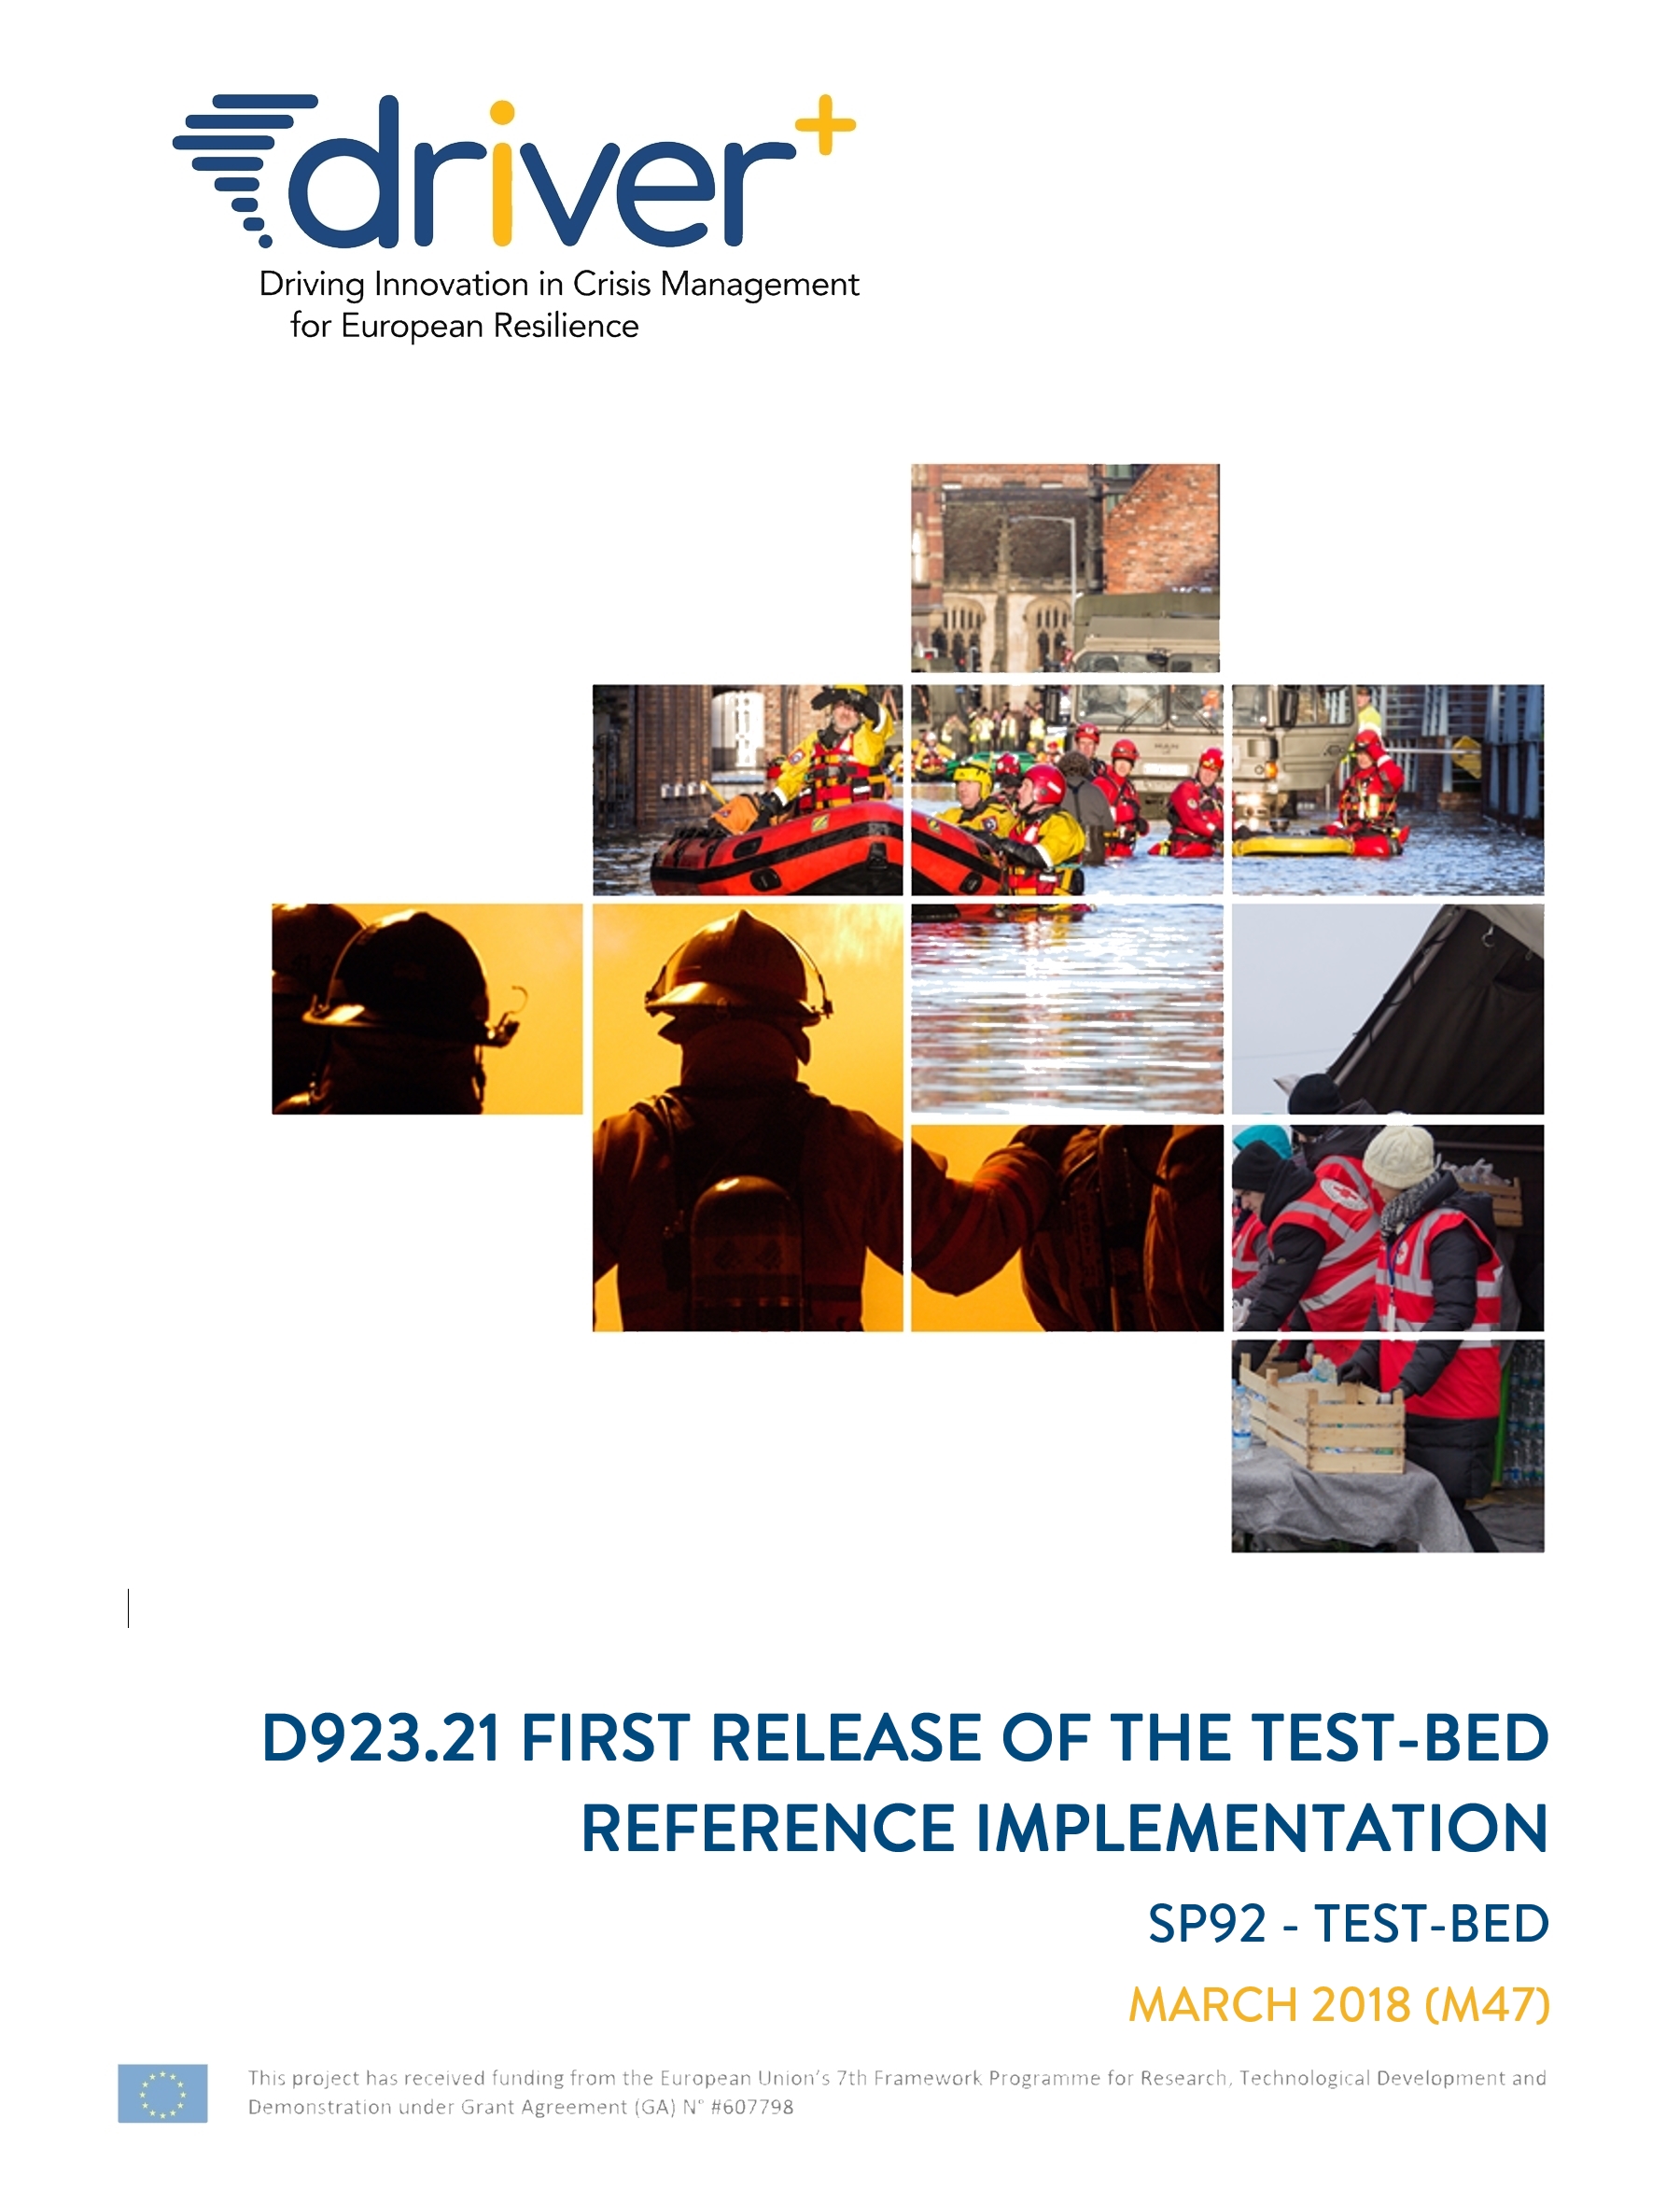 driver+
Driving Innovation in Crisis Management
for European Resilience
D923.21 FIRST RELEASE OF THE TEST-BED
REFERENCE IMPLEMENTATION
SP92 - TEST-BED
MARCH 2018 (M47)
This project has received funding from the European Union's 7th Framework Programme for Research, Technological Development and
Demonstration under Grant Agreement (GA) N° #607798